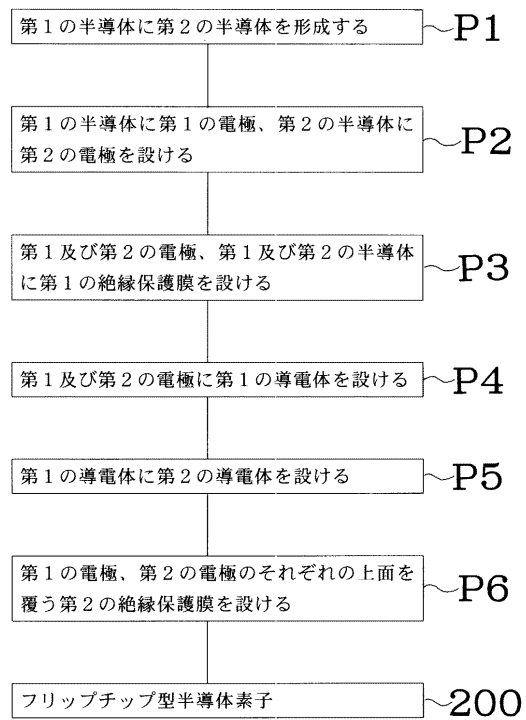 第1の半導体に第2の半導体を形成する
P1
第1の半導体に第1の電極、第2の半導体に
第2の電極を設ける
P2
第1及び第2の電極、第1及び第2の半導体
に第1の絶縁保護膜を設ける
P3
第1及び第2の電極に第1の導電体を設ける
P4
第1の導電体に第2の導電体を設ける
P5
第1の電極、第2の電極のそれぞれの上面を
覆う第2の絶縁保護膜を設ける
P6
フリップチップ型半導体素子
200